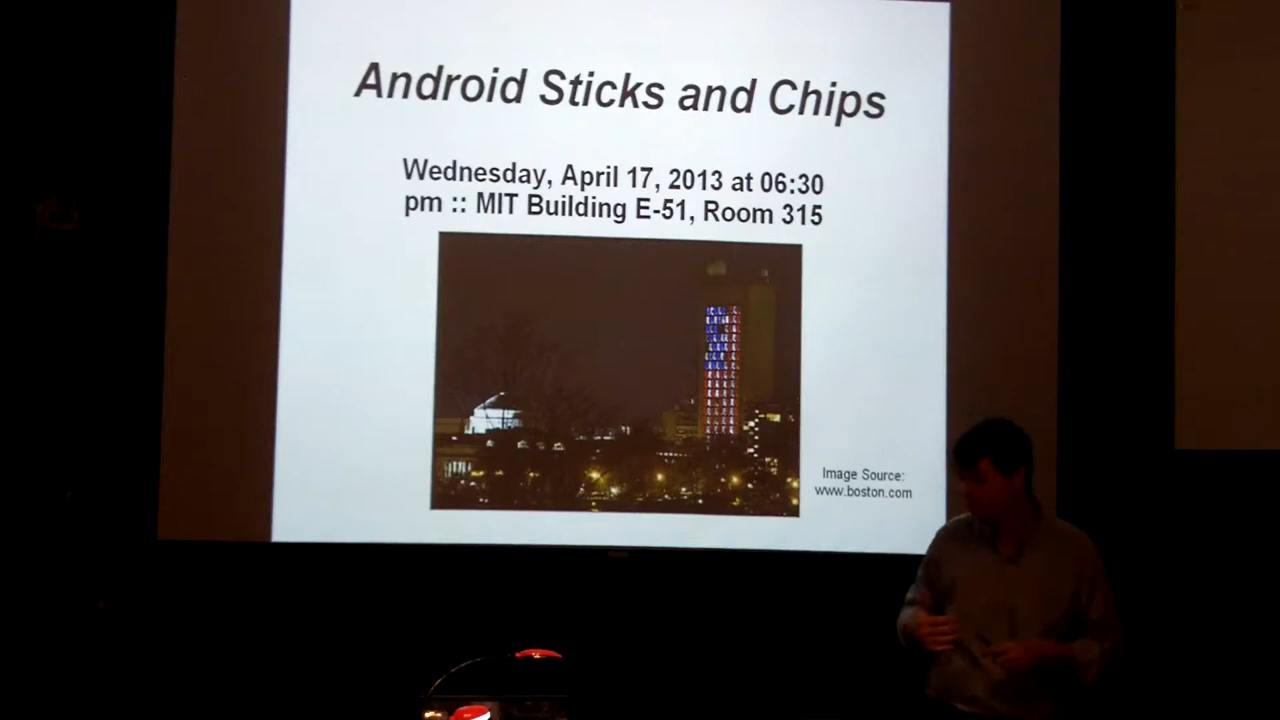 Android Sticks and Chips
Wednesday, April 17, 2013 at 06:30
pm :: MIT Building E-51, Room 315
Image Source:
www.boston.com